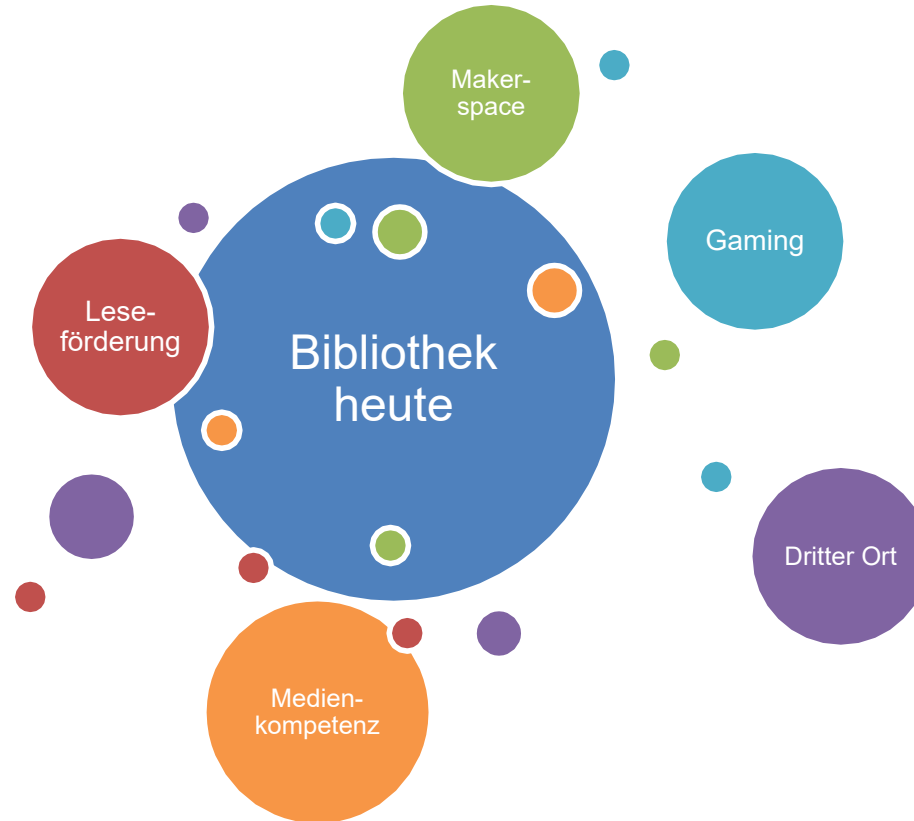 Maker-
space
Gaming
Lese-
förderung
Bibliothek
heute
Dritter Ort
Medien-
kompetenz